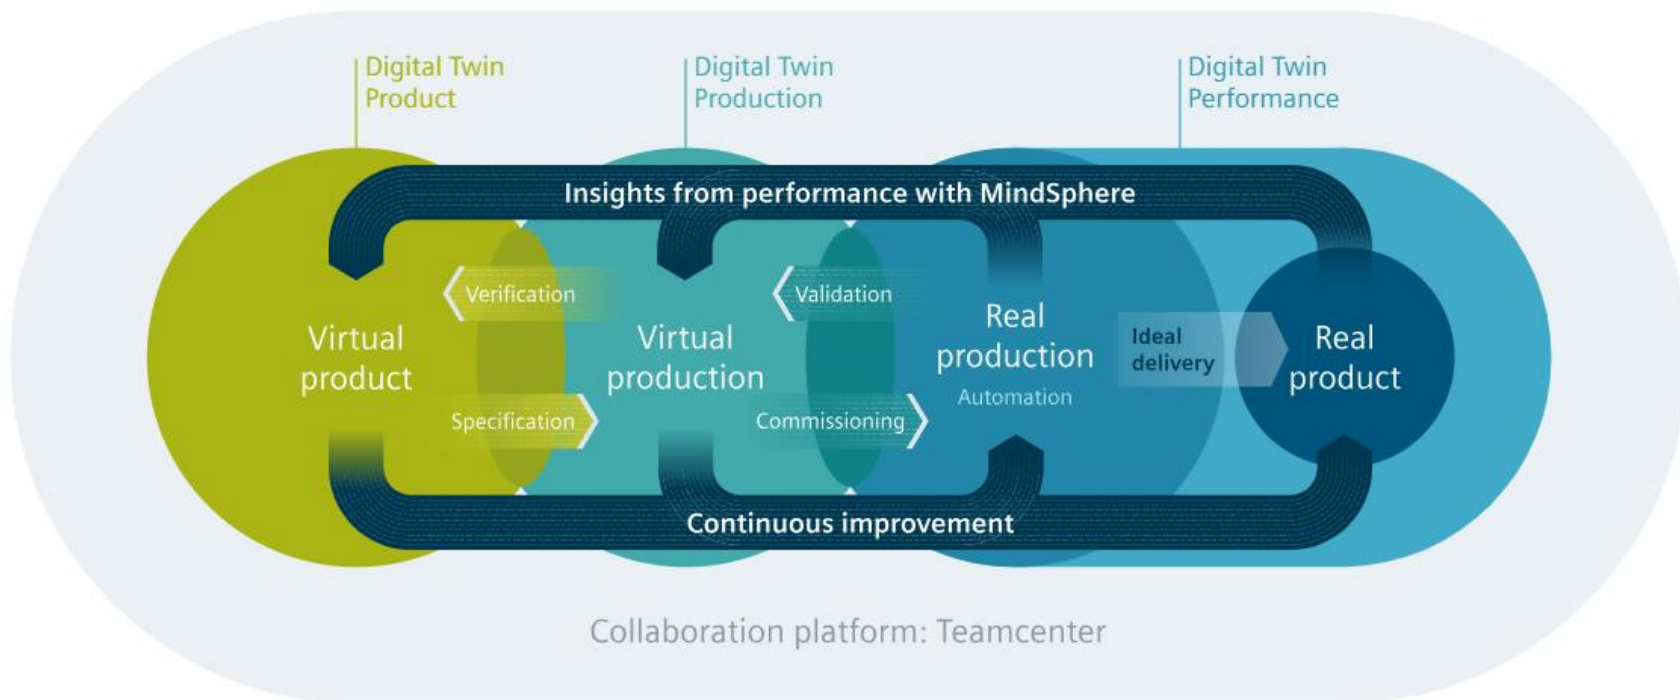 Digital Twin
Product
Digital Twin
Production
Digital Twin
Performance
Insights from performance with MindSphere
Verification
Validation
Virtual
product
Virtual
production
Real
production
Automation
Ideal
delivery
Real
product
Specification
Commissioning
Continuous improvement
Collaboration platform: Teamcenter